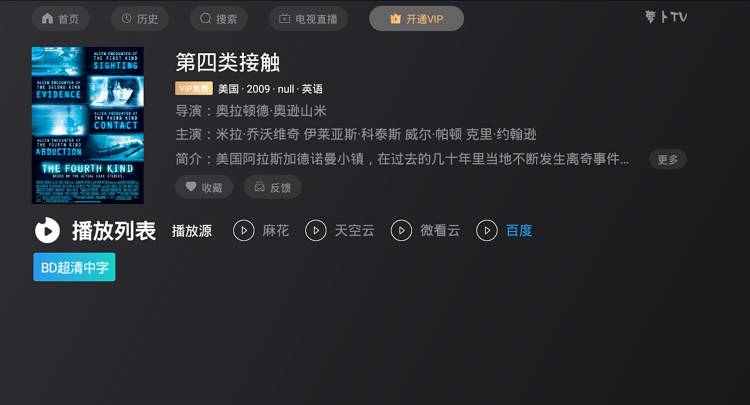 首页 历史 搜索 电视直播 开通VIP 萝卜TV
ALIEN ENCOUNTER OF THE FIRST KIND
SIGHTING
ALIEN ENCOUNTER OF THE SECOND KIND
EVIDENCE
ALIEN ENCOUNTER OF THE THIRD KIND
CONTACT
ALIEN ENCOUNTER OF THE FOURTH KIND
ABDUCTION
THE FOURTH KIND
BASED ON THE ACTUAL CASE STUDIES.
第四类接触
VIP免费 美国 · 2009 · null · 英语
导演：奥拉顿德·奥逊山米
主演：米拉·乔沃维奇 伊莱亚斯·科泰斯 威尔·帕顿 克里·约翰逊
简介：美国阿拉斯加德诺曼小镇，在过去的几十年里当地不断发生离奇事件... 更多
收藏 反馈
播放列表 播放源 麻花 天空云 微看云 百度
BD超清中字